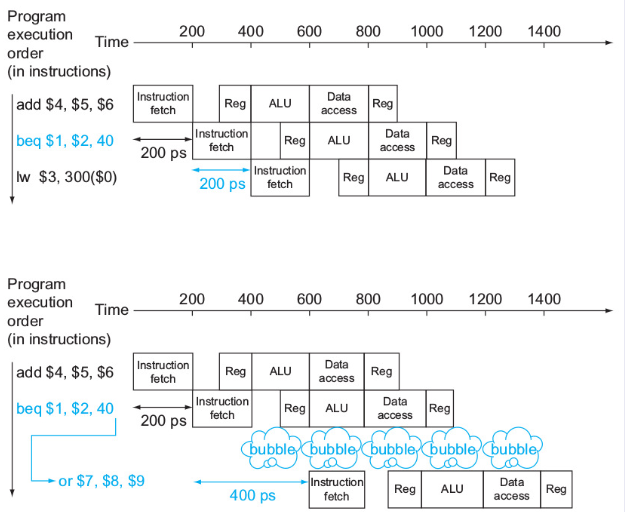 Program
execution
order
(in instructions)
Time
200 400 600 800 1000 1200 1400
add $4, $5, $6
Instruction
fetch
Reg
ALU
Data
access
Reg
beq $1, $2, 40
200 ps
Instruction
fetch
Reg
ALU
Data
access
Reg
lw $3, 300($0)
200 ps
Instruction
fetch
Reg
ALU
Data
access
Reg
Program
execution
order
(in instructions)
Time
200 400 600 800 1000 1200 1400
add $4, $5, $6
Instruction
fetch
Reg
ALU
Data
access
Reg
beq $1, $2, 40
200 ps
Instruction
fetch
Reg
ALU
Data
access
Reg
bubble bubble bubble bubble bubble
or $7, $8, $9
400 ps
Instruction
fetch
Reg
ALU
Data
access
Reg